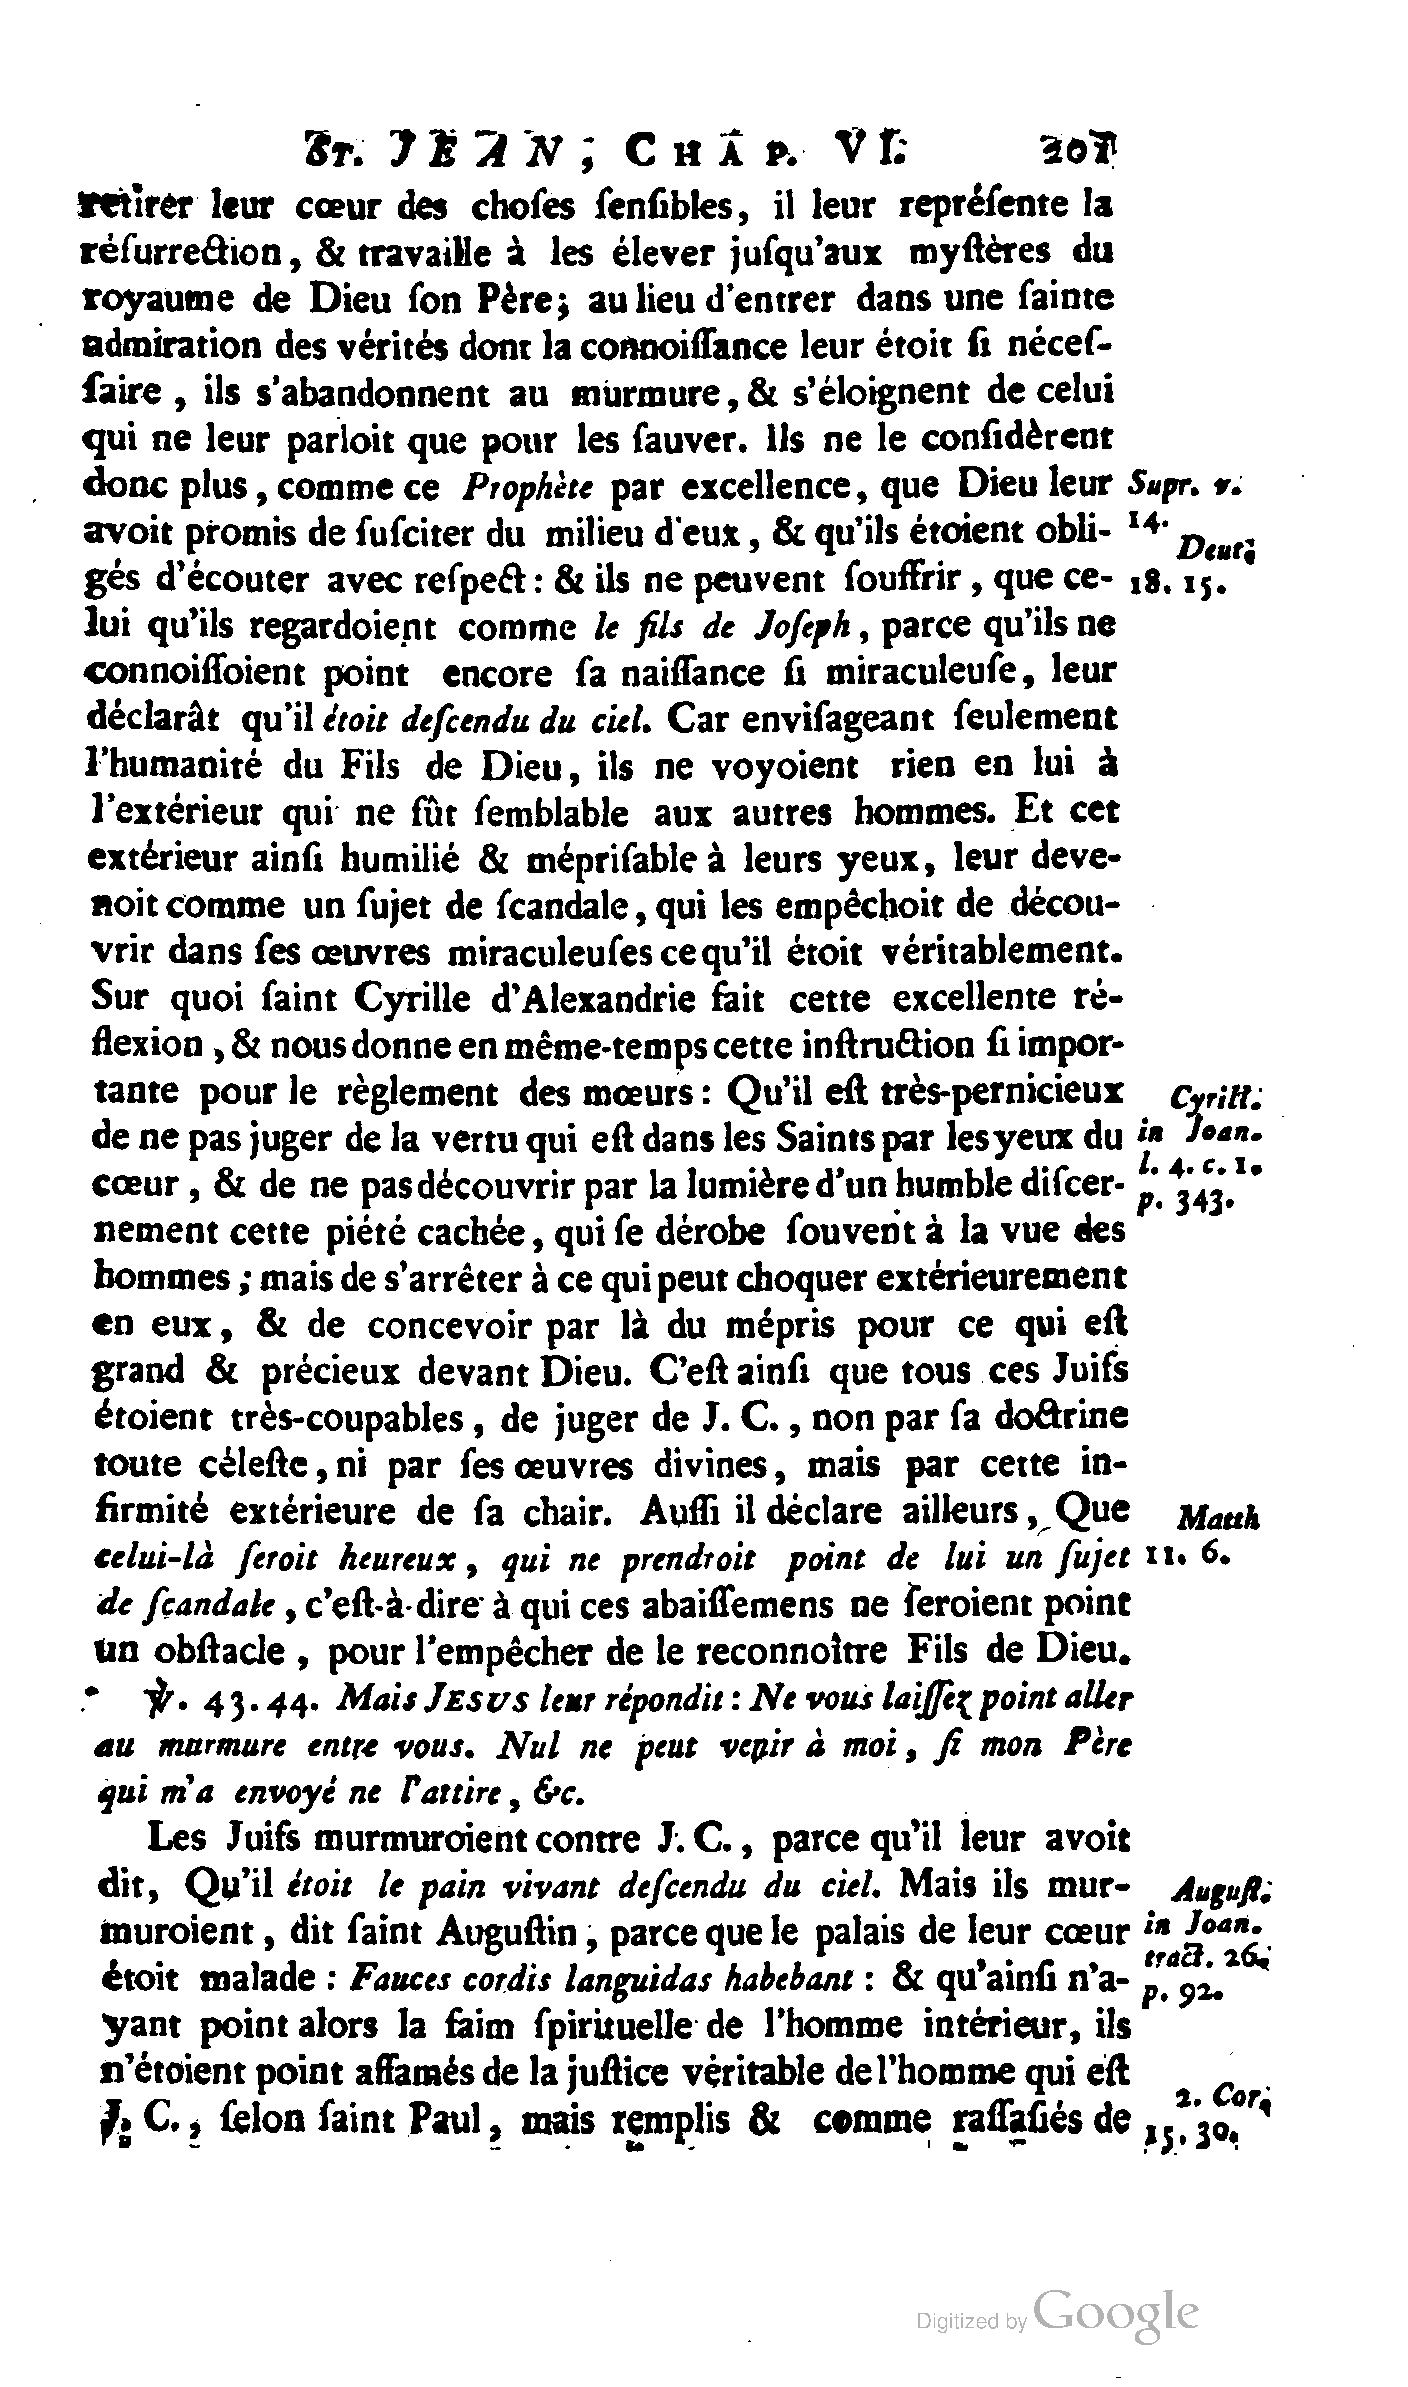 ST. JEAN, CHAP. VI. 201
retirer leur cœur des choſes ſenſibles, il leur repréſente la
réſurrection, & travaille à les élever juſqu'aux myſtères du
royaume de Dieu ſon Père; au lieu d'entrer dans une ſainte
admiration des vérités dont la connoiſſance leur étoit ſi néceſ-
ſaire, ils s'abandonnent au murmure, & s'éloignent de celui
qui ne leur parloit que pour les ſauver. Ils ne le conſidèrent
donc plus, comme ce Prophète par excellence, que Dieu leur
avoit promis de ſuſciter du milieu d'eux, & qu'ils étoient obli-
gés d'écouter avec reſpect: & ils ne peuvent ſouffrir, que ce-
lui qu'ils regardoient comme le fils de Joſeph, parce qu'ils ne
connoiſſoient point encore ſa naiſſance ſi miraculeuſe, leur
déclarât qu'il étoit deſcendu du ciel. Car enviſageant ſeulement
l'humanité du Fils de Dieu, ils ne voyoient rien en lui à
l'extérieur qui ne fût ſemblable aux autres hommes. Et cet
extérieur ainſi humilié & mépriſable à leurs yeux, leur deve-
noit comme un ſujet de ſcandale, qui les empêchoit de décou-
vrir dans ſes œuvres miraculeuſes ce qu'il étoit véritablement.
Sur quoi ſaint Cyrille d'Alexandrie fait cette excellente ré-
flexion, & nous donne en même-temps cette inſtruction ſi impor-
tante pour le règlement des mœurs: Qu'il eſt très-pernicieux
de ne pas juger de la vertu qui eſt dans les Saints par les yeux du
cœur, & de ne pas découvrir par la lumière d'un humble diſcer-
nement cette piété cachée, qui ſe dérobe ſouvent à la vue des
hommes; mais de s'arrêter à ce qui peut choquer extérieurement
en eux, & de concevoir par là du mépris pour ce qui eſt
grand & précieux devant Dieu. C'eſt ainſi que tous ces Juifs
étoient très-coupables, de juger de J. C., non par ſa doctrine
toute céleſte, ni par ſes œuvres divines, mais par cette in-
firmité extérieure de ſa chair. Auſſi il déclare ailleurs, Que
celui-là ſeroit heureux, qui ne prendroit point de lui un ſujet
de ſcandale, c'eſt-à-dire à qui ces abaiſſemens ne ſeroient point
un obſtacle, pour l'empêcher de le reconnoître Fils de Dieu.
℣. 43. 44. Mais JESUS leur répondit: Ne vous laiſſez point aller
au murmure entre vous. Nul ne peut venir à moi, ſi mon Père
qui m'a envoyé ne l'attire, &c.
Les Juifs murmuroient contre J. C., parce qu'il leur avoit
dit, Qu'il étoit le pain vivant deſcendu du ciel. Mais ils mur-
muroient, dit ſaint Auguſtin, parce que le palais de leur cœur
étoit malade: Fauces cordis languidas habebant: & qu'ainſi n'a-
yant point alors la faim ſpirituelle de l'homme intérieur, ils
n'étoient point affamés de la juſtice véritable de l'homme qui eſt
J. C., ſelon ſaint Paul, mais remplis & comme raſſaſiés de
Supr. v.
14.
Deut.
18. 15.
Cyrill.
in Joan.
l. 4. c. 1.
p. 343.
Matth
11. 6.
Auguſt.
in Joan.
tract. 26.
p. 92.
2. Cor.
15. 30.
Digitized by Google